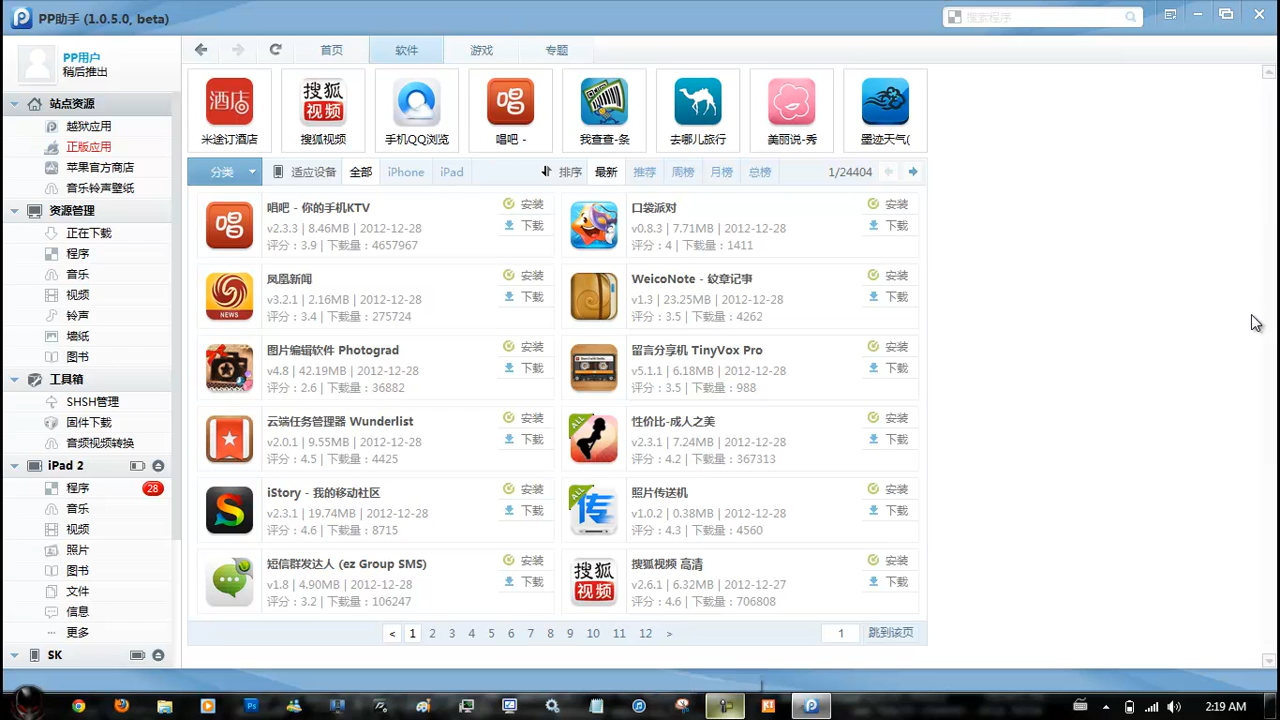 PP助手 (1.0.5.0, beta)
搜索程序
PP用户
稍后推出
首页
软件
游戏
专题
站点资源
越狱应用
正版应用
苹果官方商店
音乐铃声壁纸
资源管理
正在下载
程序
音乐
视频
铃声
墙纸
图书
工具箱
SHSH管理
固件下载
音频视频转换
iPad 2
程序
28
音乐
视频
照片
图书
文件
信息
更多
SK
酒店
米途订酒店
搜狐
视频
搜狐视频
手机QQ浏览
唱
唱吧 -
我查查-条
去哪儿旅行
美丽说-秀
墨迹天气(
分类
适应设备
全部
iPhone
iPad
排序
最新
推荐
周榜
月榜
总榜
1/24404
唱
唱吧 - 你的手机KTV
v2.3.3 | 8.46MB | 2012-12-28
评分：3.9 | 下载量：4657967
安装
下载
口袋派对
v0.8.3 | 7.71MB | 2012-12-28
评分：4 | 下载量：1411
安装
下载
NEWS
凤凰新闻
v3.2.1 | 2.16MB | 2012-12-28
评分：3.4 | 下载量：275724
安装
下载
WeicoNote - 纹章记事
v1.3 | 23.25MB | 2012-12-28
评分：3.5 | 下载量：4262
安装
下载
图片编辑软件 Photograd
v4.8 | 42.19MB | 2012-12-28
评分：2.6 | 下载量：36882
安装
下载
留言分享机 TinyVox Pro
v5.1.1 | 6.18MB | 2012-12-28
评分：3.5 | 下载量：988
安装
下载
云端任务管理器 Wunderlist
v2.0.1 | 9.55MB | 2012-12-28
评分：4.5 | 下载量：4425
安装
下载
ALL
性价比-成人之美
v2.3.1 | 7.24MB | 2012-12-28
评分：4.2 | 下载量：367313
安装
下载
iStory - 我的移动社区
v2.3.1 | 19.74MB | 2012-12-28
评分：4.6 | 下载量：8715
安装
下载
ALL
传
照片传送机
v1.0.2 | 0.38MB | 2012-12-28
评分：4.3 | 下载量：4560
安装
下载
短信群发达人 (ez Group SMS)
v1.8 | 4.90MB | 2012-12-28
评分：3.2 | 下载量：106247
安装
下载
搜狐
视频
搜狐视频 高清
v2.6.1 | 6.32MB | 2012-12-27
评分：4.6 | 下载量：706808
安装
下载
< 1 2 3 4 5 6 7 8 9 10 11 12 >
1
跳到该页
2:19 AM